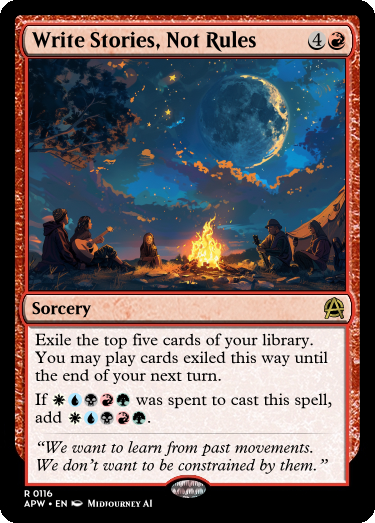 Write Stories, Not Rules 4
Sorcery
Exile the top five cards of your library.
You may play cards exiled this way until
the end of your next turn.
If was spent to cast this spell,
add .
“We want to learn from past movements.
We don’t want to be constrained by them.”
R 0116
APW • EN Midjourney AI